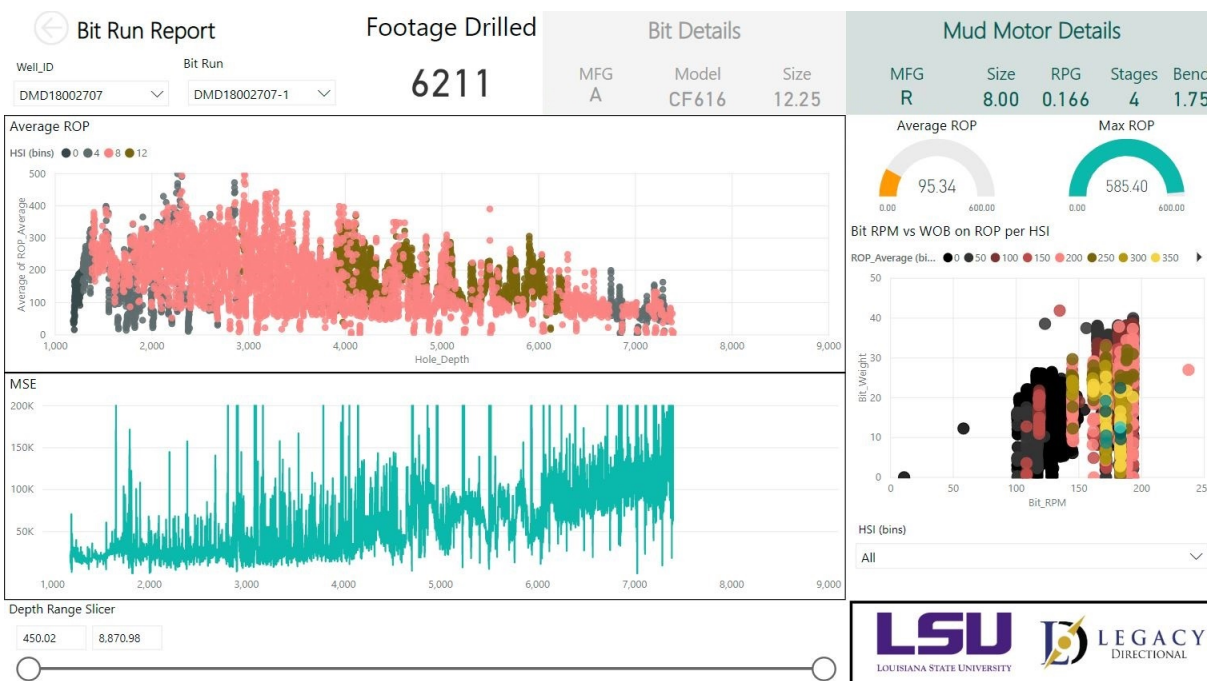 Bit Run Report
Footage Drilled
Bit Details
Mud Motor Details
Well_ID
Bit Run
DMD18002707
DMD18002707-1
6211
MFG Model Size
A CF616 12.25
MFG Size RPG Stages Bend
R 8.00 0.166 4 1.75
Average ROP
HSI (bins) 0 4 8 12
500
400
300
200
100
0
Average of ROP_Average
1,000 2,000 3,000 4,000 5,000 6,000 7,000 8,000 9,000
Hole_Depth
Average ROP
95.34
0.00 600.00
Max ROP
585.40
0.00 600.00
Bit RPM vs WOB on ROP per HSI
ROP_Average (bi... 0 50 100 150 200 250 300 350
50
40
30
20
10
0
Bit_Weight
0 50 100 150 200 25
Bit_RPM
MSE
200K
150K
100K
50K
1,000 2,000 3,000 4,000 5,000 6,000 7,000 8,000 9,000
HSI (bins)
All
Depth Range Slicer
450.02 8,870.98
LSU
LOUISIANA STATE UNIVERSITY
LEGACY
DIRECTIONAL